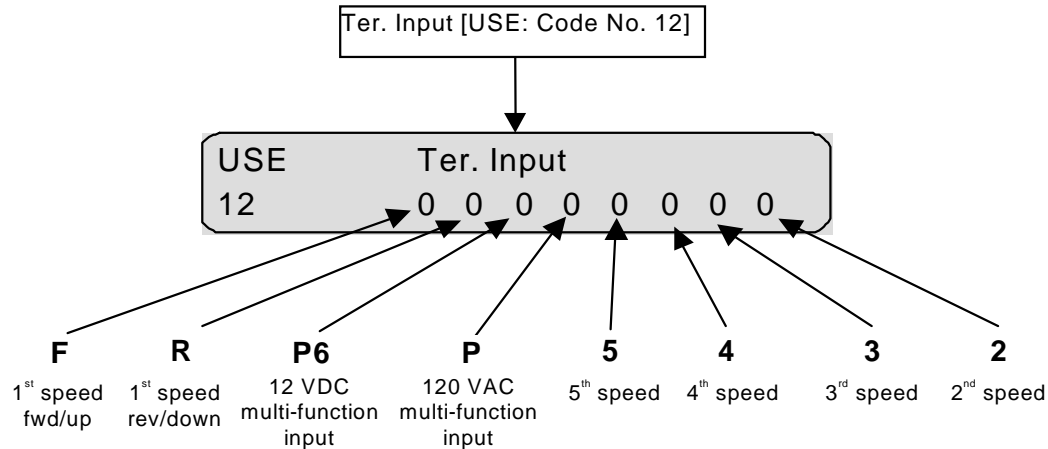 Ter. Input [USE: Code No. 12]
USE Ter. Input
12 0 0 0 0 0 0 0 0
F R P6 P 5 4 3 2
1st speed fwd/up
1st speed rev/down
12 VDC multi-function input
120 VAC multi-function input
5th speed
4th speed
3rd speed
2nd speed